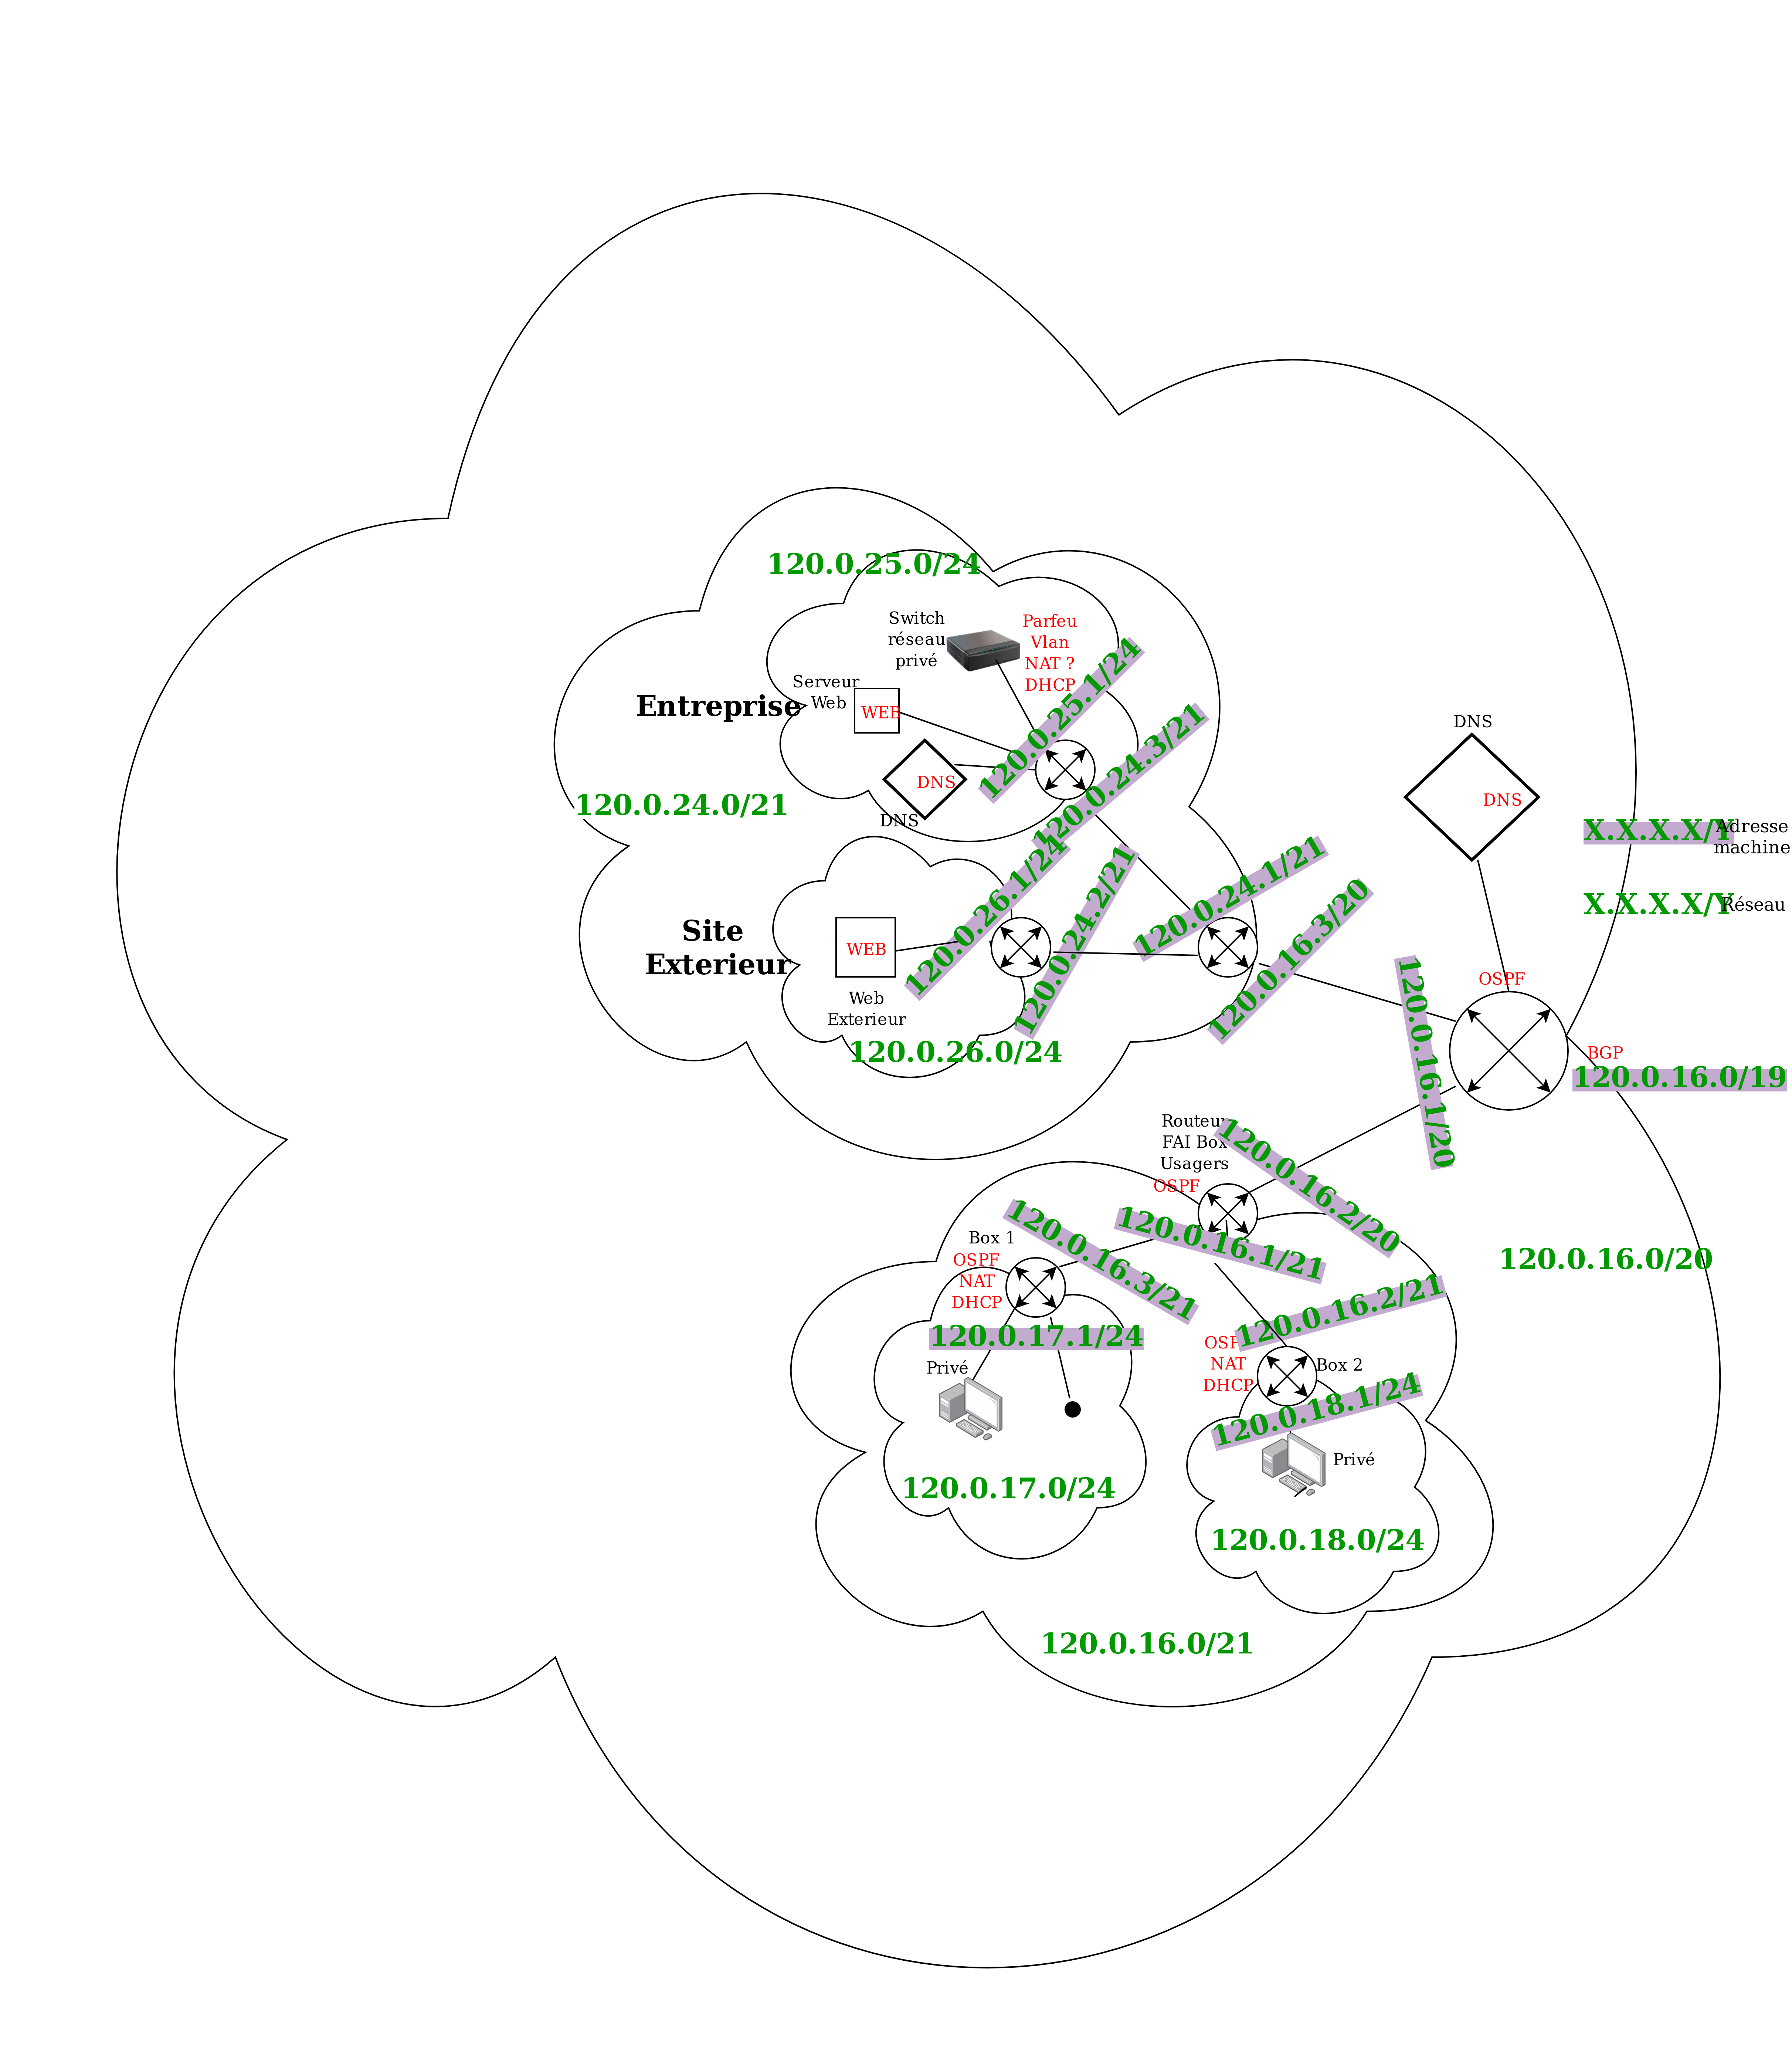 120.0.25.0/24
Switch
réseau
privé
Parfeu
Vlan
NAT ?
DHCP
120.0.25.1/24
Serveur
Web
Entreprise
WEB
120.0.24.3/21
DNS
DNS
120.0.24.0/21
DNS
DNS
X.X.X.X/Y
Adresse
machine
X.X.X.X/Y
Réseau
120.0.26.1/24
120.0.24.2/21
120.0.24.1/21
120.0.16.3/20
Site
Exterieur
WEB
Web
Exterieur
120.0.26.0/24
OSPF
120.0.16.1/20
BGP
120.0.16.0/19
Routeur
FAI Box
Usagers
OSPF
120.0.16.2/20
120.0.16.1/21
120.0.16.3/21
Box 1
OSPF
NAT
DHCP
120.0.16.0/20
120.0.17.1/24
120.0.16.2/21
OSPF
NAT
DHCP
Box 2
Privé
120.0.18.1/24
Privé
120.0.17.0/24
120.0.18.0/24
120.0.16.0/21